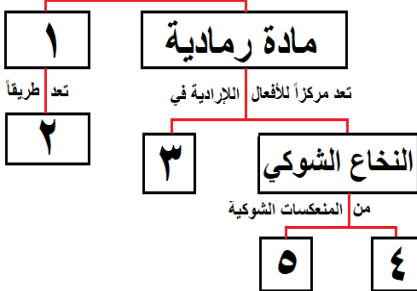 مادة رمادية
١
تعد مركزاً للأفعال اللاإرادية في
تعد طريقاً
٢
النخاع الشوكي
٣
من المنعكسات الشوكية
٤
٥